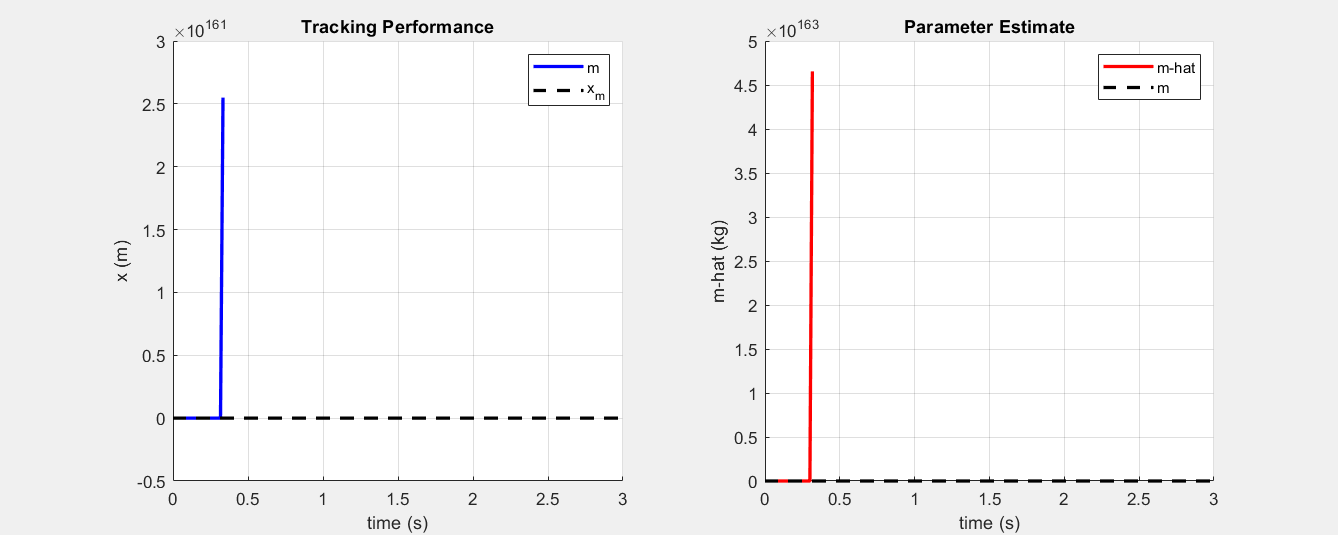 Tracking Performance
×10^161
3
2.5
2
1.5
1
0.5
0
-0.5
x (m)
0 0.5 1 1.5 2 2.5 3
time (s)
m
x_m
Parameter Estimate
×10^163
5
4.5
4
3.5
3
2.5
2
1.5
1
0.5
0
m-hat (kg)
0 0.5 1 1.5 2 2.5 3
time (s)
m-hat
m